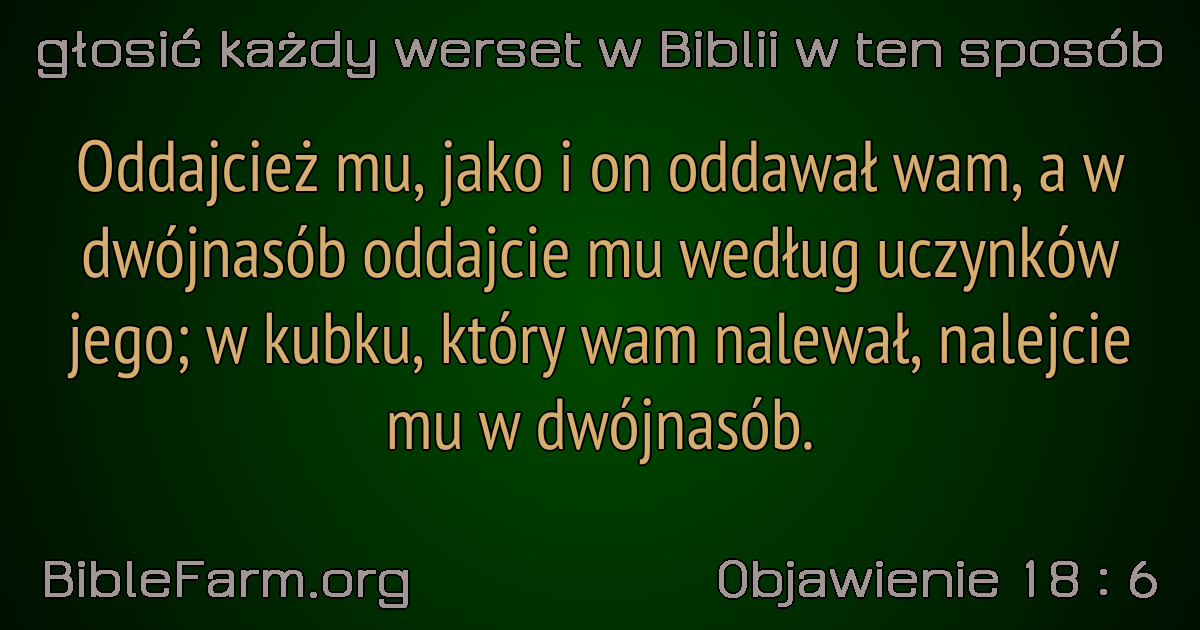 głosić każdy werset w Biblii w ten sposób
Oddajcież mu, jako i on oddawał wam, a w
dwójnasób oddajcie mu według uczynków
jego; w kubku, który wam nalewał, nalejcie
mu w dwójnasób.
BibleFarm.org
Objawienie 18 : 6